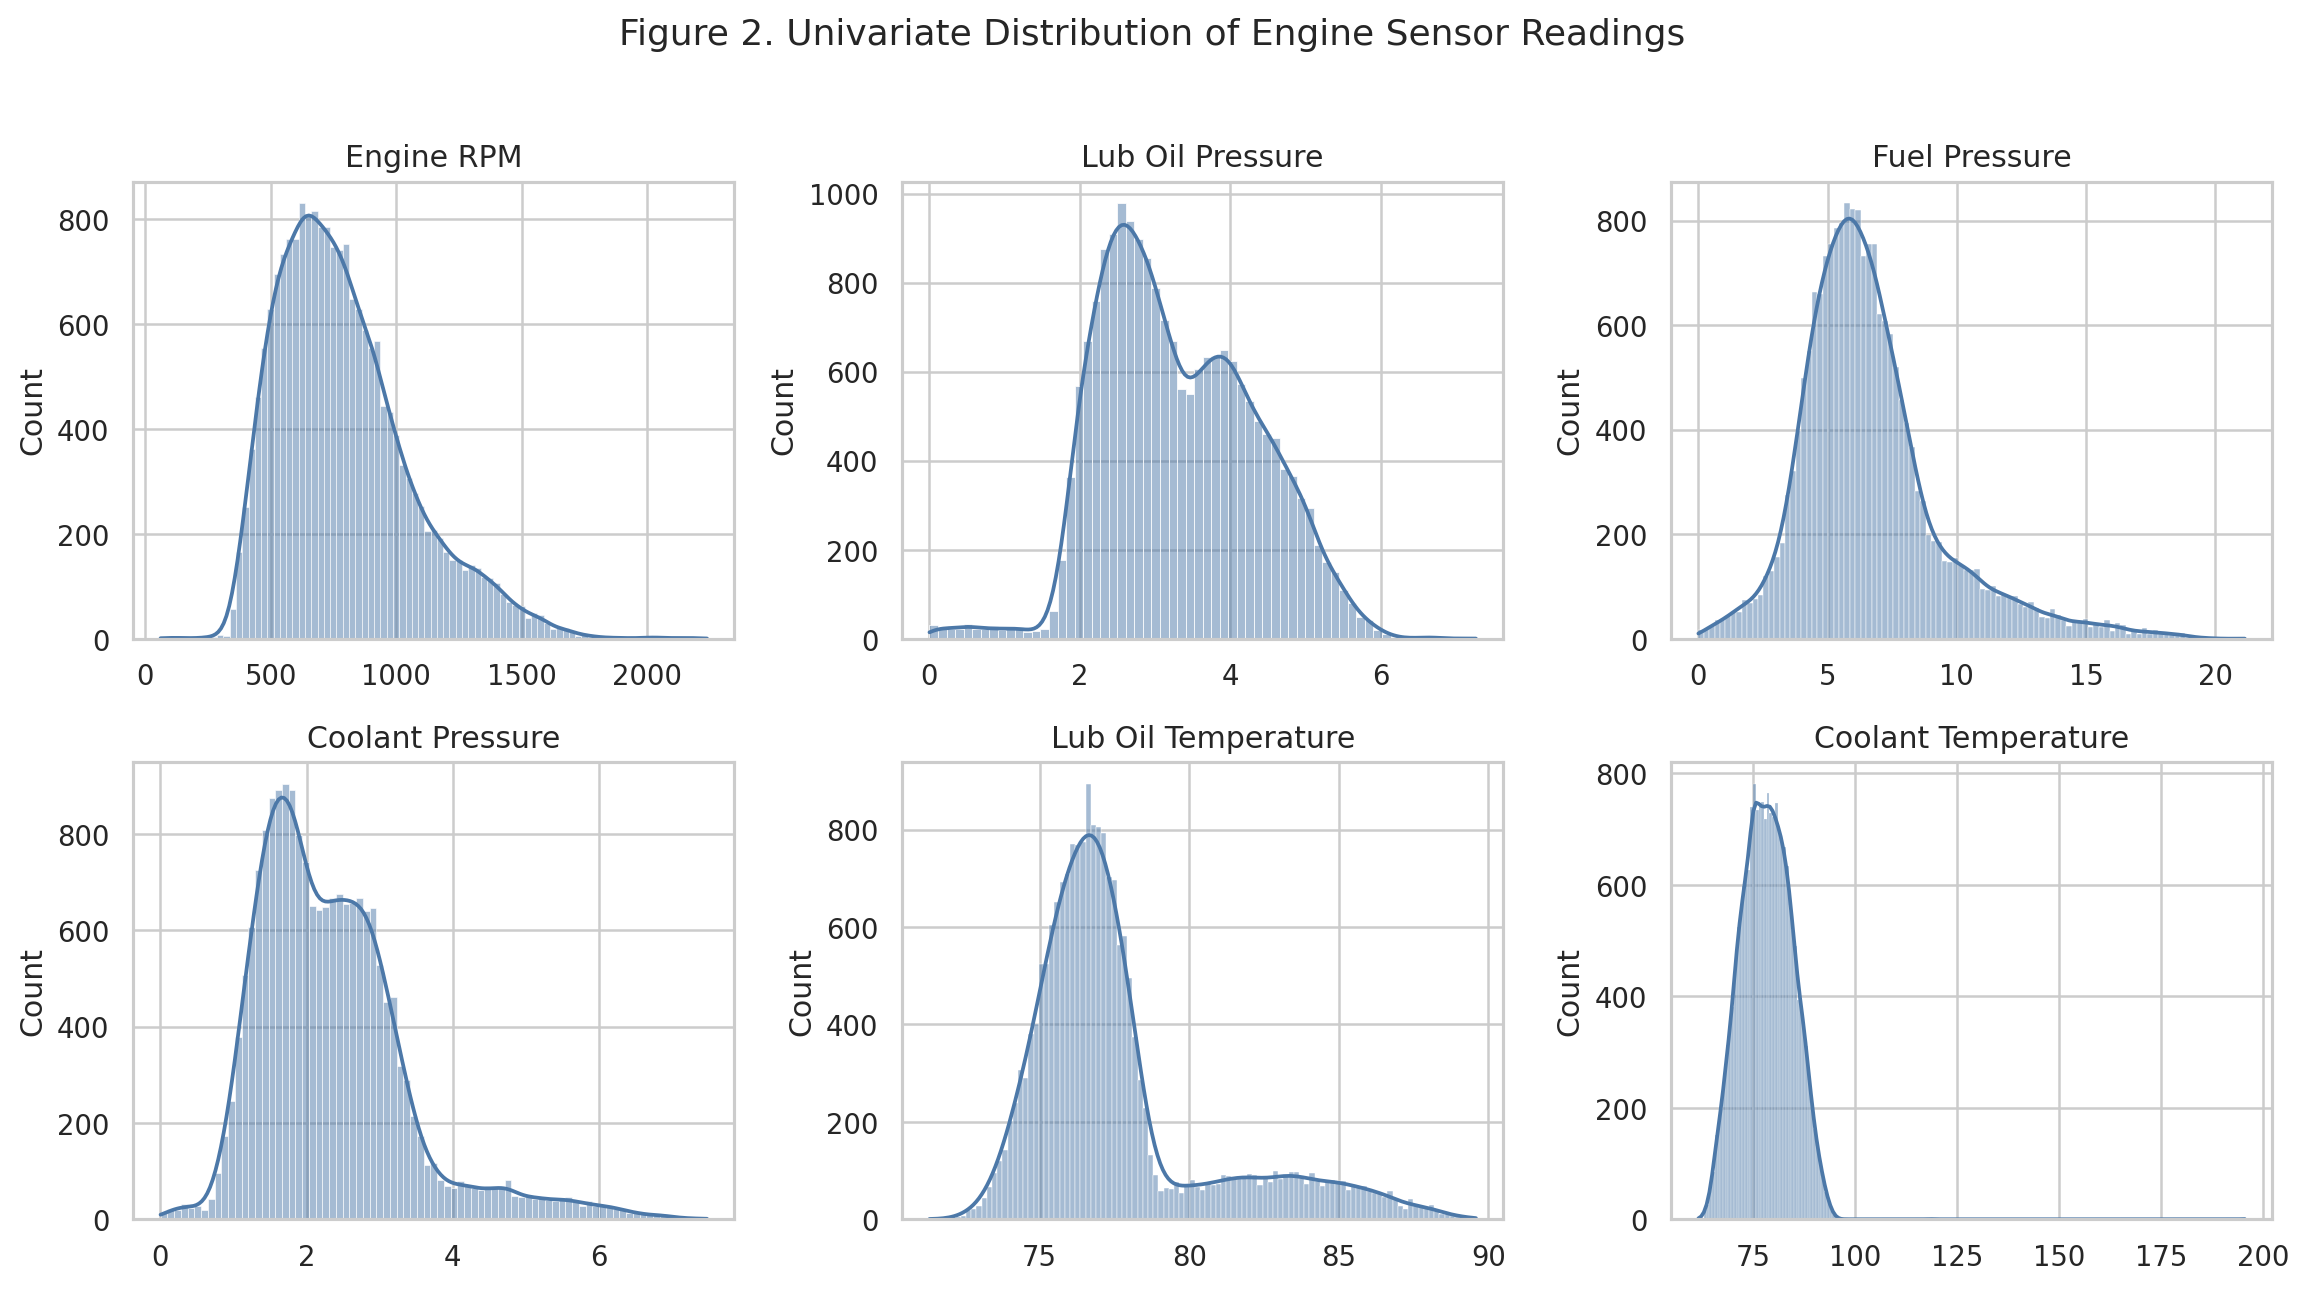 Figure 2. Univariate Distribution of Engine Sensor Readings
Engine RPM
Count
800
600
400
200
0
0 500 1000 1500 2000
Lub Oil Pressure
Count
1000
800
600
400
200
0
0 2 4 6
Fuel Pressure
Count
800
600
400
200
0
0 5 10 15 20
Coolant Pressure
Count
800
600
400
200
0
0 2 4 6
Lub Oil Temperature
Count
800
600
400
200
0
75 80 85 90
Coolant Temperature
Count
800
600
400
200
0
75 100 125 150 175 200